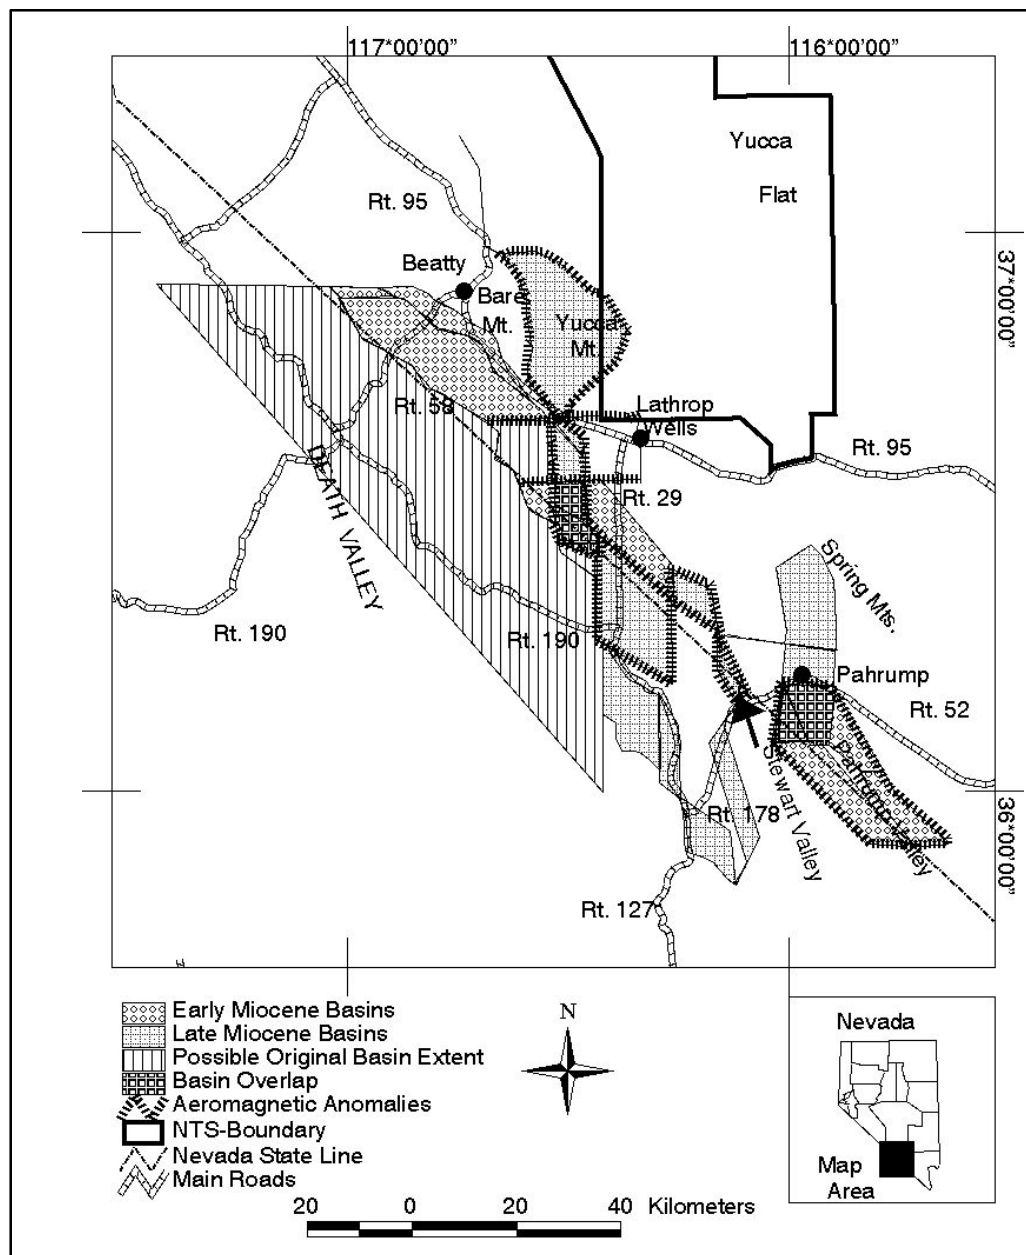 117*00'00”
116*00'00”
Yucca
Flat
Rt. 95
37*00'00”
Beatty
Bare
Mt.
Yucca
Mt.
Rt. 58
Lathrop
Wells
Rt. 95
DEATH VALLEY
Rt. 29
Spring Mts.
Rt. 190
Rt. 190
Pahrump
Rt. 52
Stewart Valley
Pahrump Valley
Rt. 178
36*00'00”
Rt. 127
Early Miocene Basins
Late Miocene Basins
Possible Original Basin Extent
Basin Overlap
Aeromagnetic Anomalies
NTS-Boundary
Nevada State Line
Main Roads
N
Nevada
Map
Area
20 0 20 40 Kilometers